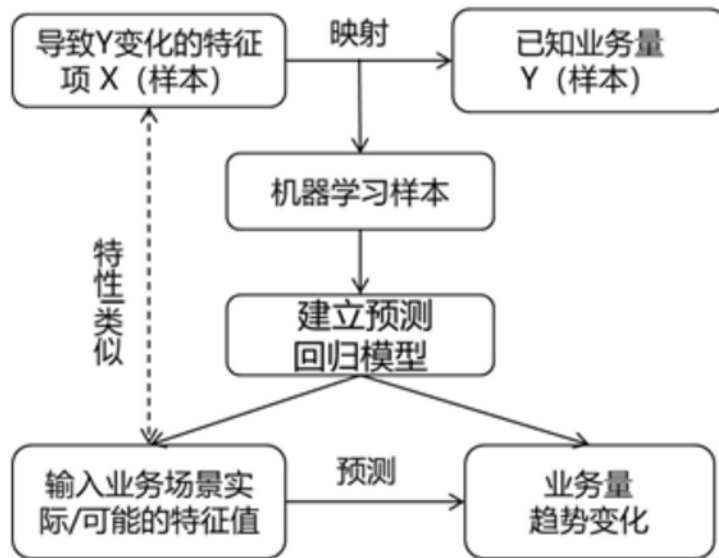 导致Y变化的特征
项 X（样本）
映射
已知业务量
Y（样本）
机器学习样本
特性类似
建立预测
回归模型
输入业务场景实
际/可能的特征值
预测
业务量
趋势变化